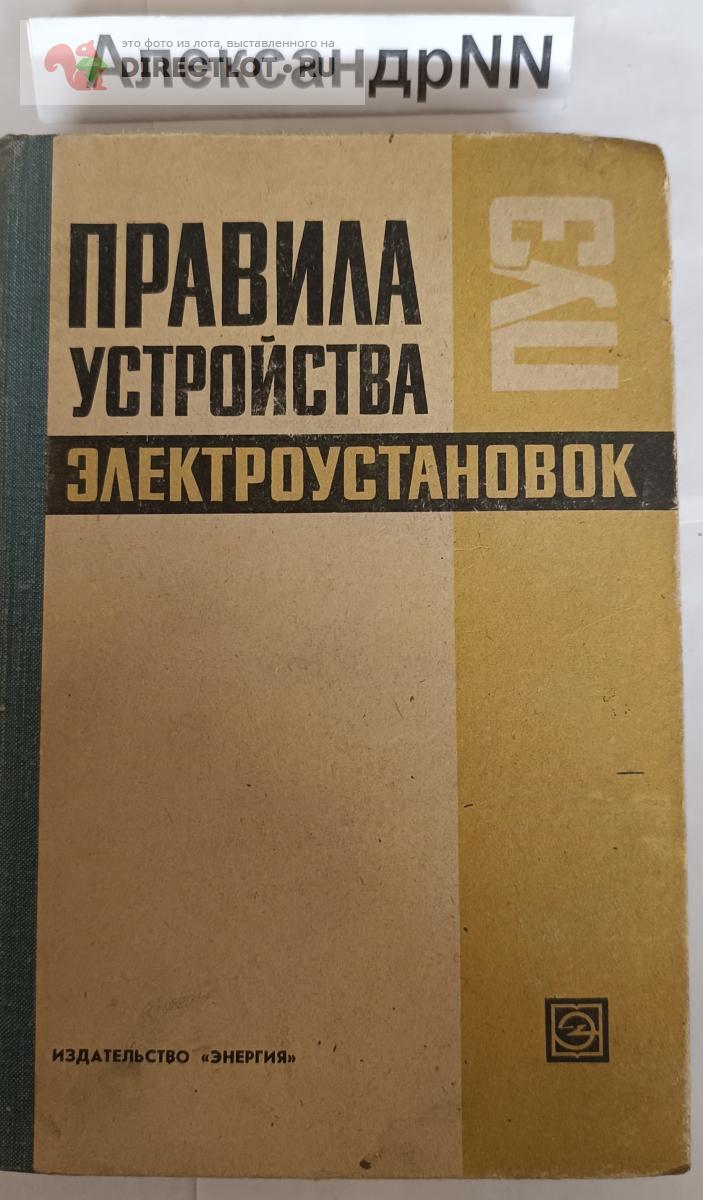 это фото из лота, выставленного на
DIRECTLOT.RU
АлександрNN
ПРАВИЛА
УСТРОЙСТВА
ЭЛЕКТРОУСТАНОВОК
ПУЭ
ИЗДАТЕЛЬСТВО «ЭНЕРГИЯ»